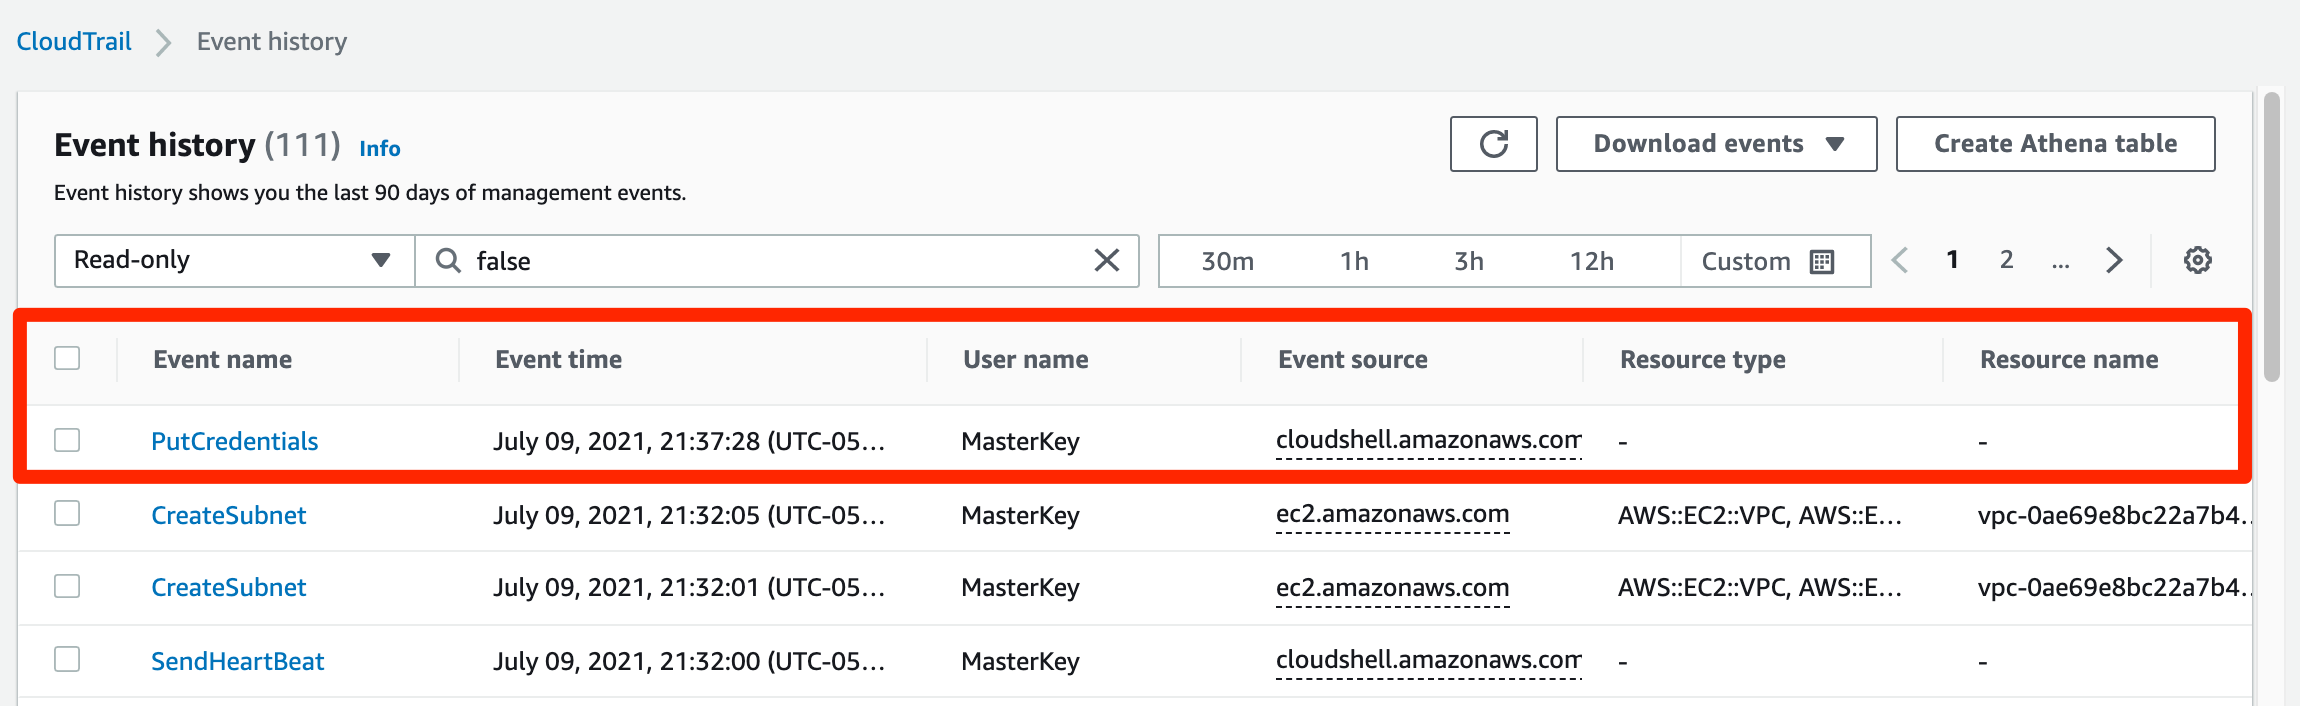 CloudTrail > Event history
Event history (111) Info
Event history shows you the last 90 days of management events.
Download events
Create Athena table
Read-only
false
30m 1h 3h 12h Custom
1 2 ...
Event name Event time User name Event source Resource type Resource name
PutCredentials July 09, 2021, 21:37:28 (UTC-05... MasterKey cloudshell.amazonaws.com - -
CreateSubnet July 09, 2021, 21:32:05 (UTC-05... MasterKey ec2.amazonaws.com AWS::EC2::VPC, AWS::E... vpc-0ae69e8bc22a7b4..
CreateSubnet July 09, 2021, 21:32:01 (UTC-05... MasterKey ec2.amazonaws.com AWS::EC2::VPC, AWS::E... vpc-0ae69e8bc22a7b4..
SendHeartBeat July 09, 2021, 21:32:00 (UTC-05... MasterKey cloudshell.amazonaws.com - -